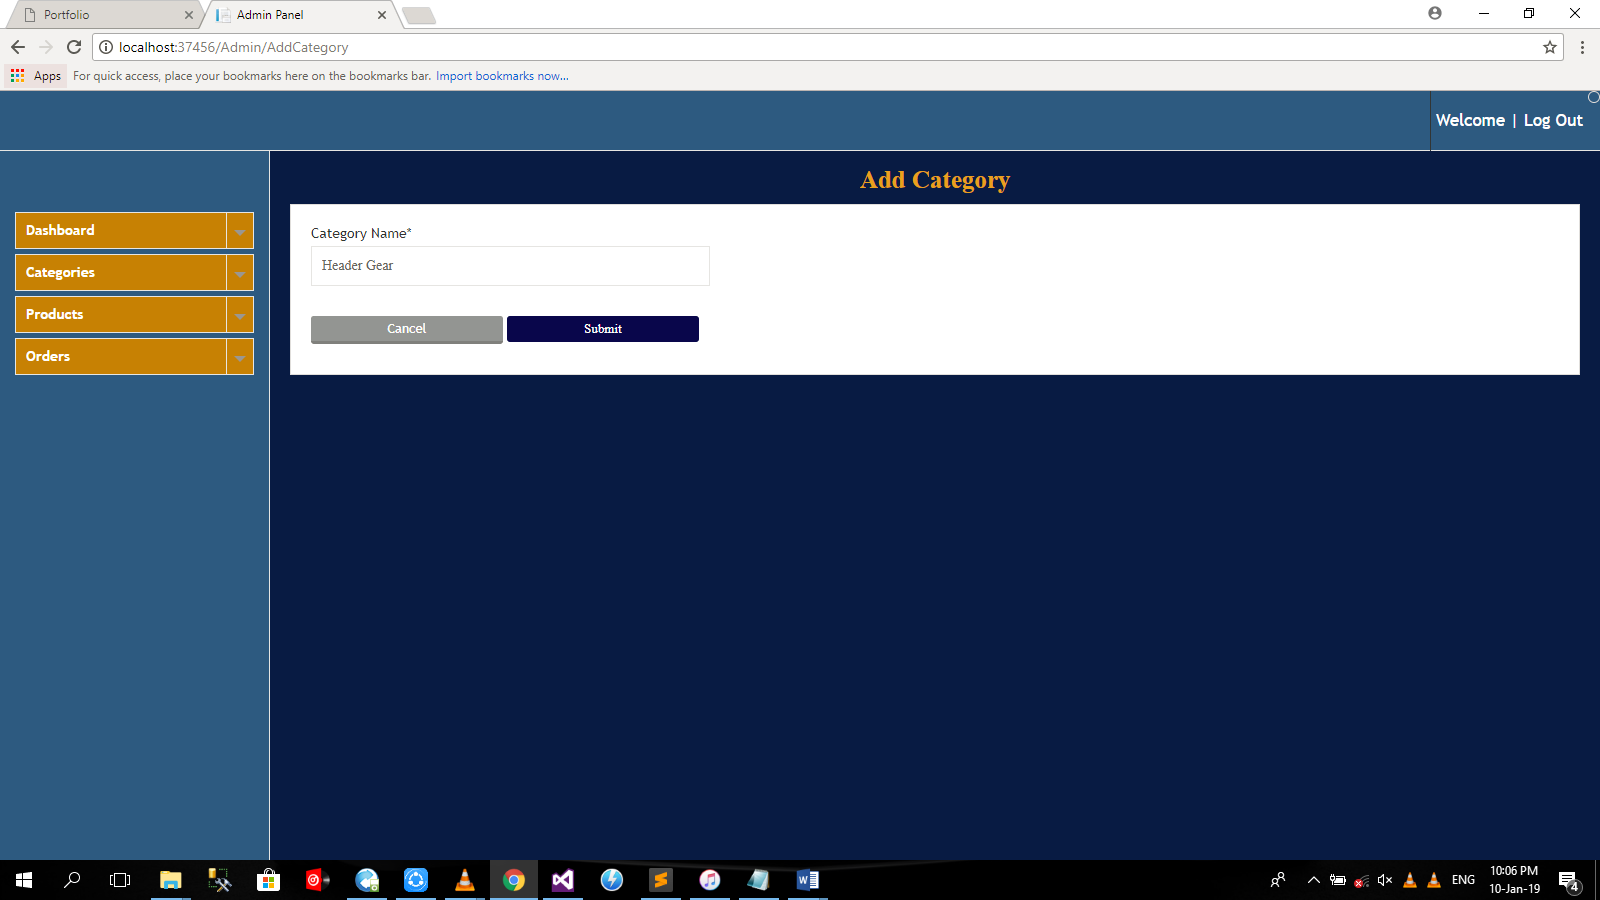 Portfolio
Admin Panel
localhost:37456/Admin/AddCategory
Apps For quick access, place your bookmarks here on the bookmarks bar. Import bookmarks now...
Welcome | Log Out
Add Category
Dashboard
Categories
Products
Orders
Category Name*
Header Gear
Cancel Submit
ENG
10:06 PM
10-Jan-19
4